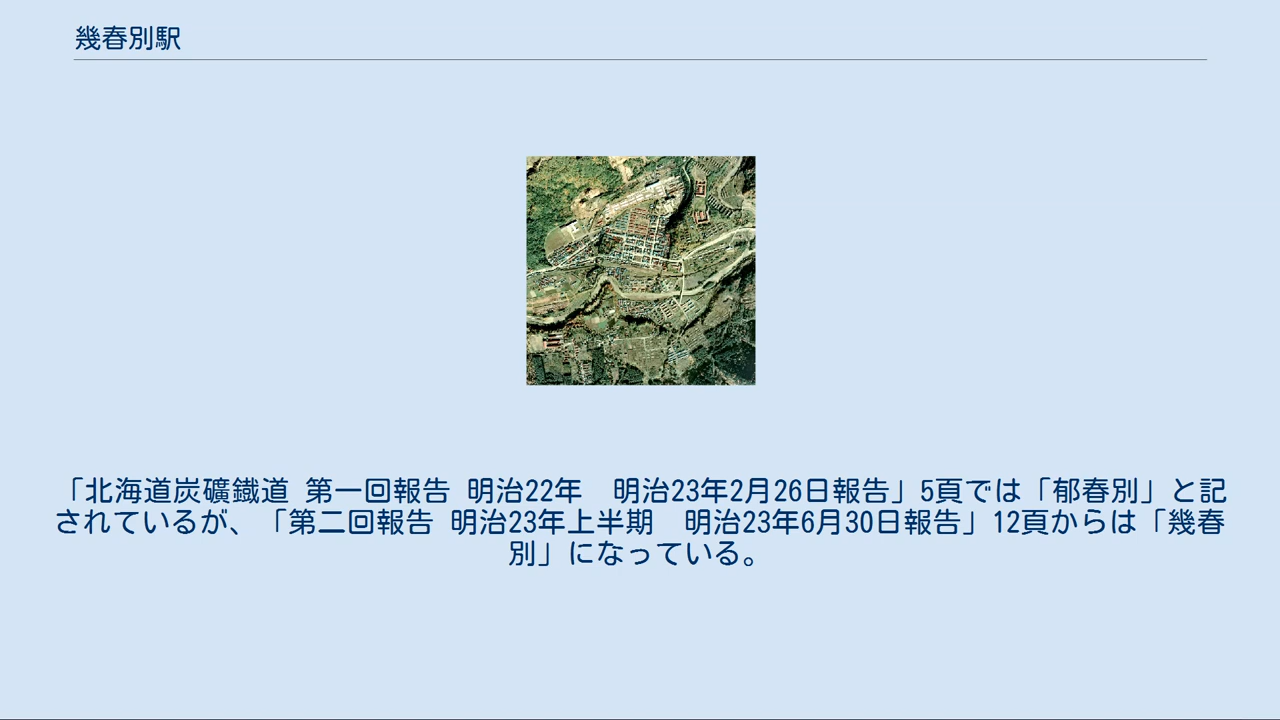 幾春別駅
「北海道炭礦鐵道 第一回報告 明治22年　明治23年2月26日報告」5頁では「郁春別」と記
されているが、「第二回報告 明治23年上半期　明治23年6月30日報告」12頁からは「幾春
別」になっている。